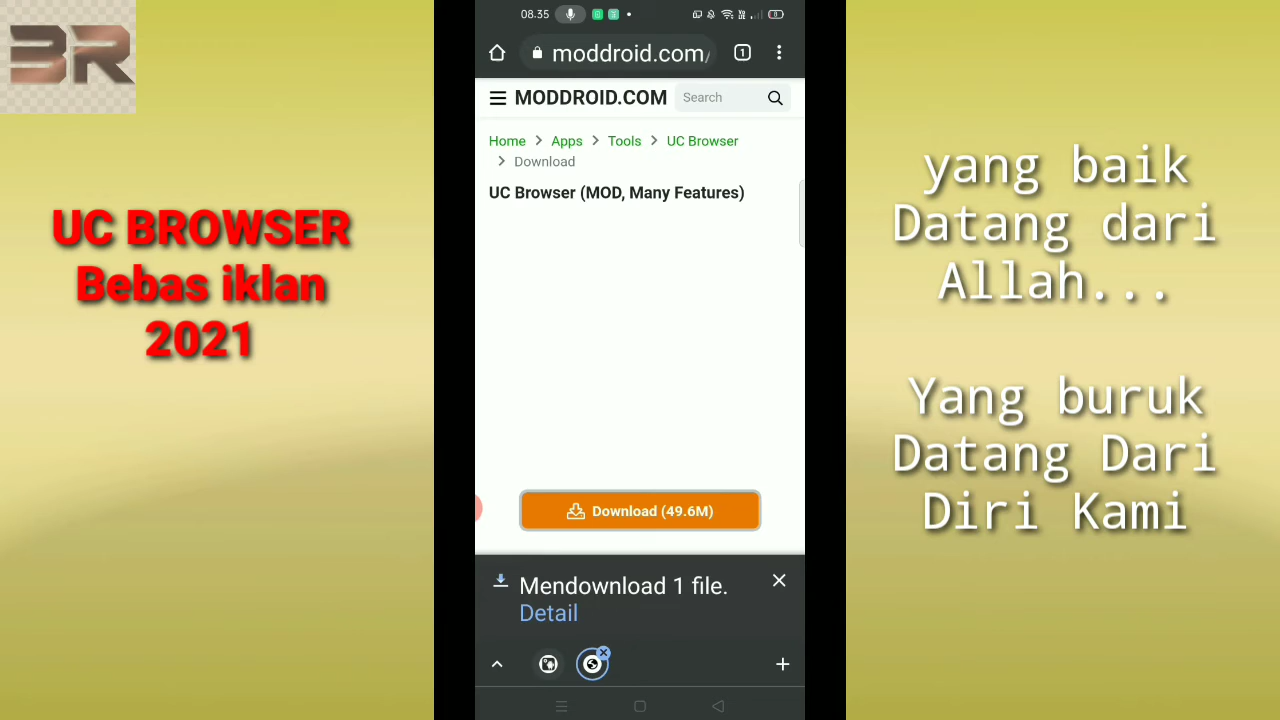 BR
UC BROWSER
Bebas iklan
2021
08.35
moddroid.com/
1
MODDROID.COM
Search
Home > Apps > Tools > UC Browser
> Download
UC Browser (MOD, Many Features)
Download (49.6M)
Mendownload 1 file.
Detail
yang baik
Datang dari
Allah...
Yang buruk
Datang Dari
Diri Kami